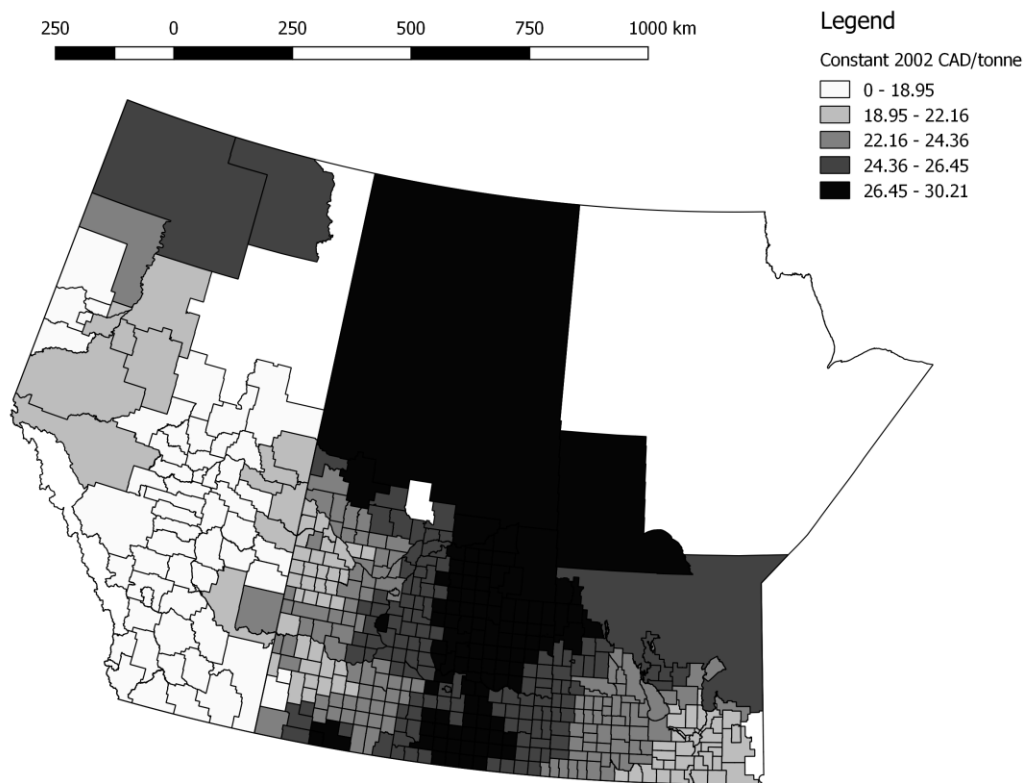 250 0 250 500 750 1000 km
Legend
Constant 2002 CAD/tonne
0 - 18.95
18.95 - 22.16
22.16 - 24.36
24.36 - 26.45
26.45 - 30.21